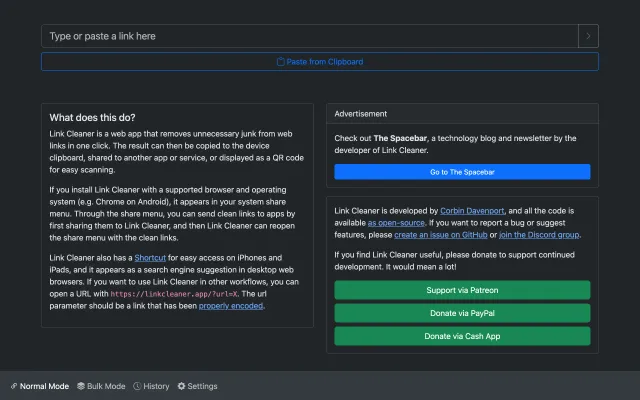 Type or paste a link here
Paste from Clipboard
What does this do?
Link Cleaner is a web app that removes unnecessary junk from web
links in one click. The result can then be copied to the device
clipboard, shared to another app or service, or displayed as a QR code
for easy scanning.
If you install Link Cleaner with a supported browser and operating
system (e.g. Chrome on Android), it appears in your system share
menu. Through the share menu, you can send clean links to apps by
first sharing them to Link Cleaner, and then Link Cleaner can reopen
the share menu with the clean links.
Link Cleaner also has a Shortcut for easy access on iPhones and
iPads, and it appears as a search engine suggestion in desktop web
browsers. If you want to use Link Cleaner in other workflows, you can
open a URL with https://linkcleaner.app/?url=X. The url
parameter should be a link that has been properly encoded.
Advertisement
Check out The Spacebar, a technology blog and newsletter by the
developer of Link Cleaner.
Go to The Spacebar
Link Cleaner is developed by Corbin Davenport, and all the code is
available as open-source. If you want to report a bug or suggest
features, please create an issue on GitHub or join the Discord group.
If you find Link Cleaner useful, please donate to support continued
development. It would mean a lot!
Support via Patreon
Donate via PayPal
Donate via Cash App
Normal Mode
Bulk Mode
History
Settings